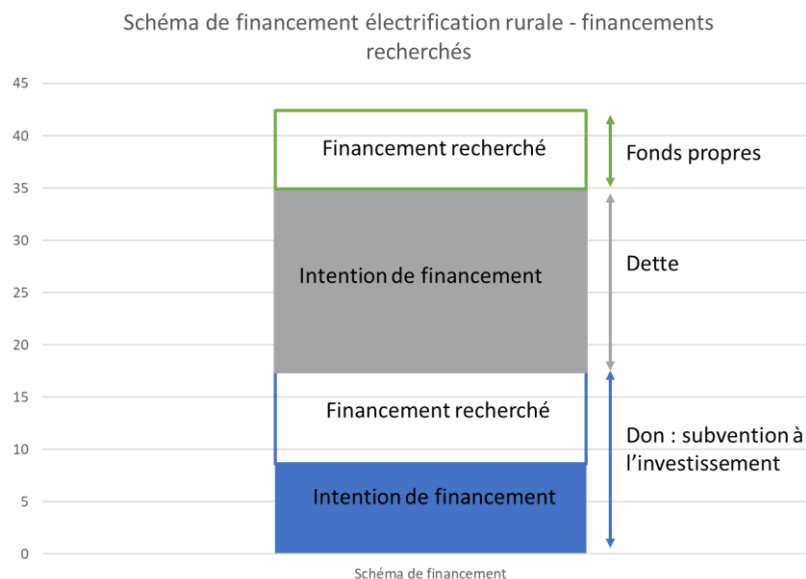 Schéma de financement électrification rurale - financements
recherchés
45
40
35
30
25
20
15
10
5
0
Financement recherché
Fonds propres
Intention de financement
Dette
Financement recherché
Don : subvention à
l'investissement
Intention de financement
Schéma de financement